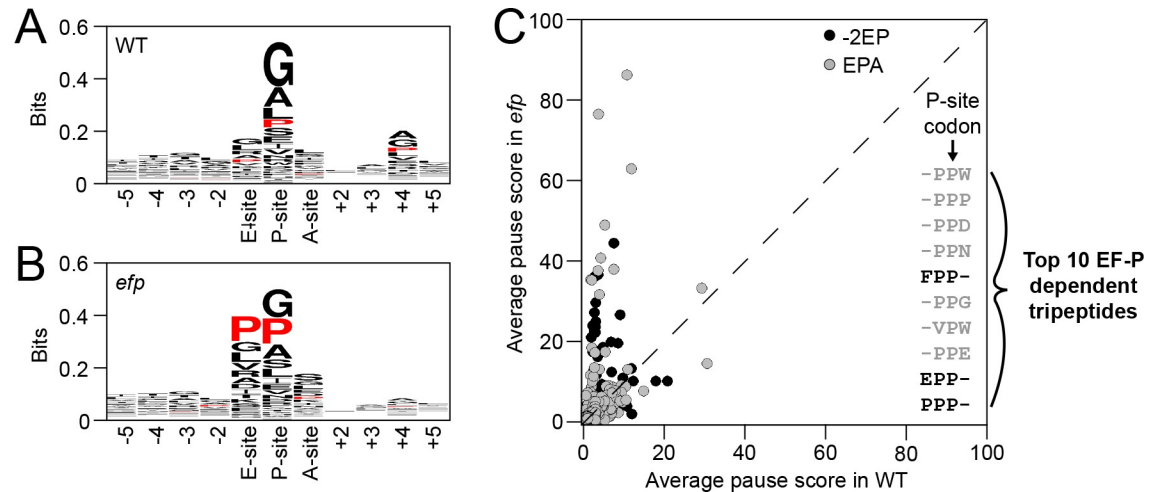 A
WT
Bits
0.6
0.4
0.2
0
G
A
L
P
S
G
A
G
-5
-4
-3
-2
E-site
P-site
A-site
+2
+3
+4
+5
B
efp
Bits
0.6
0.4
0.2
0
P
G
L
V
A
G
P
A
S
L
S
G
-5
-4
-3
-2
E-site
P-site
A-site
+2
+3
+4
+5
C
Average pause score in efp
100
80
60
40
20
0
-2EP
EPA
P-site
codon
-PPW
-PPP
-PPD
-PPN
FPP-
-PPG
-VPW
-PPE
EPP-
PPP-
Top 10 EF-P
dependent
tripeptides
0
20
40
60
80
100
Average pause score in WT